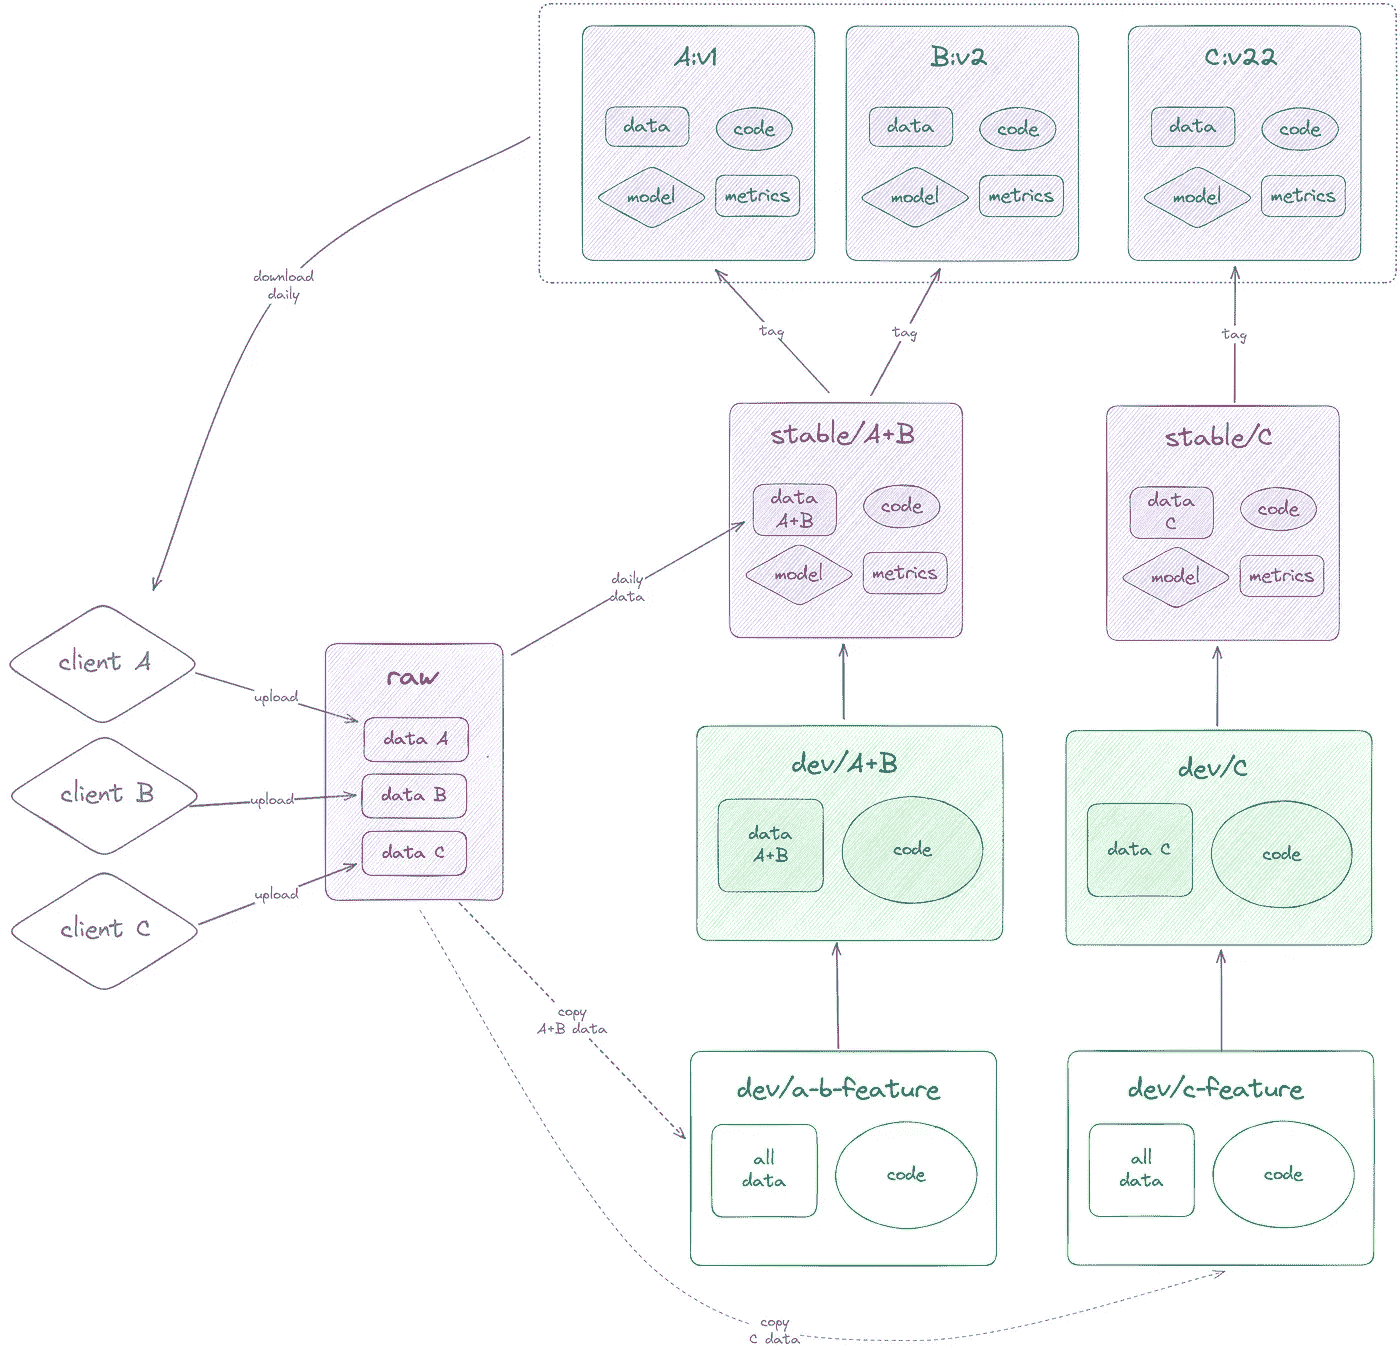 A:v1
data
code
model
metrics
B:v2
data
code
model
metrics
C:v22
data
code
model
metrics
download
daily
tag
tag
tag
stable/A+B
data
A+B
code
model
metrics
stable/C
data
C
code
model
metrics
daily
data
client A
client B
client C
upload
upload
upload
raw
data A
data B
data C
dev/A+B
data
A+B
code
dev/C
data C
code
copy
A+B data
dev/a-b-feature
all
data
code
dev/c-feature
all
data
code
copy
C data